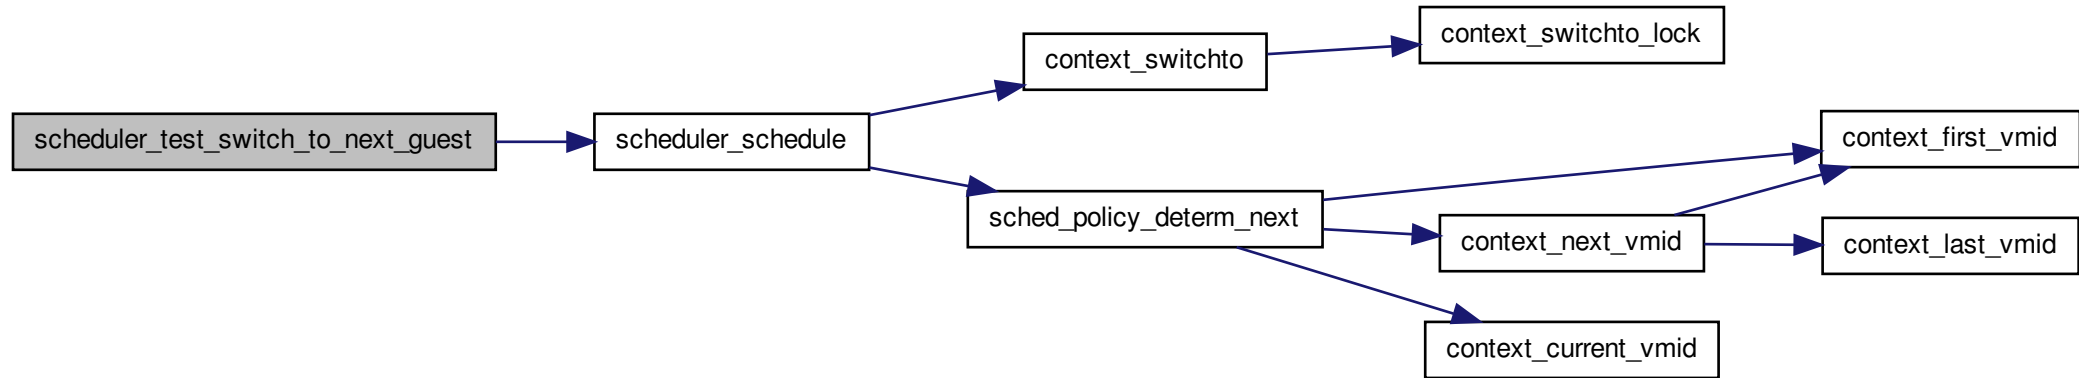 scheduler_test_switch_to_next_guest
scheduler_schedule
context_switchto
context_switchto_lock
sched_policy_determ_next
context_first_vmid
context_next_vmid
context_last_vmid
context_current_vmid